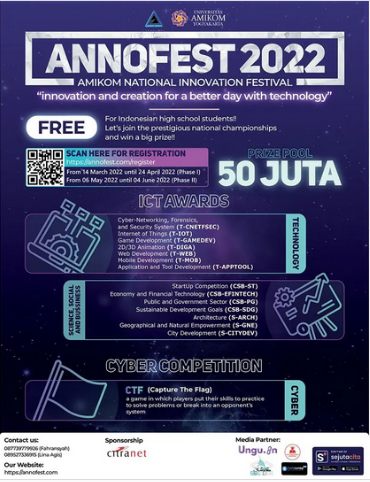 UNIVERSITAS
AMIKOM
YOGYAKARTA
ANNOFEST 2022
AMIKOM NATIONAL INNOVATION FESTIVAL
"innovation and creation for a better day with technology"
FREE
For Indonesian high school students!!
Let's join the prestigious national championships
and win a big prize!!
SCAN HERE FOR REGISTRATION
https://annofest.com/register
From 14 March 2022 until 24 April 2022 (Phase I)
From 06 May 2022 until 04 June 2022 (Phase II)
PRIZE POOL
50 JUTA
ICT AWARDS
Cyber-Networking, Forensics,
and Security System (T-CNETFSEC)
Internet of Things (T-IOT)
Game Development (T-GAMEDEV)
2D/3D Animation (T-DIGA)
Web Development (T-WEB)
Mobile Development (T-MOB)
Application and Tool Development (T-APPTOOL)
TECHNOLOGY
SCIENCE, SOCIAL
AND BUSSINESS
StartUp Competition (CSB-ST)
Economy and Financial Technology (CSB-EFINTECH)
Public and Government Sector (CSB-PG)
Sustainable Development Goals (CSB-SDG)
Architecture (S-ARCH)
Geographical and Natural Empowerment (S-GNE)
City Development (S-CITYDEV)
CYBER COMPETITION
CTF (Capture The Flag)
a game in which players put their skills to practice
to solve problems or break into an opponent's
system
CYBER
Contact us:
087739779926 (Fahransyah)
089527336915 (Lina Agis)
Our Website:
https://annofest.com
Sponsorship
citranet
Media Partner:
Ungu.in
sejutacita